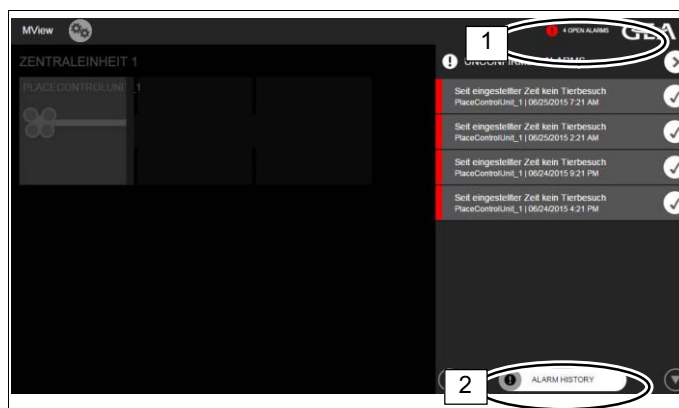 MView
1
4 OPEN ALARMS
GEA
ZENTRALEINHEIT 1
UNCONFIRMED ALARMS
PLACECONTROLUNIT_1
Seit eingestellter Zeit kein Tierbesuch
PlaceControlUnit_1 | 06/25/2015 7:21 AM
Seit eingestellter Zeit kein Tierbesuch
PlaceControlUnit_1 | 06/25/2015 2:21 AM
Seit eingestellter Zeit kein Tierbesuch
PlaceControlUnit_1 | 06/24/2015 9:21 PM
Seit eingestellter Zeit kein Tierbesuch
PlaceControlUnit_1 | 06/24/2015 4:21 PM
2
ALARM HISTORY